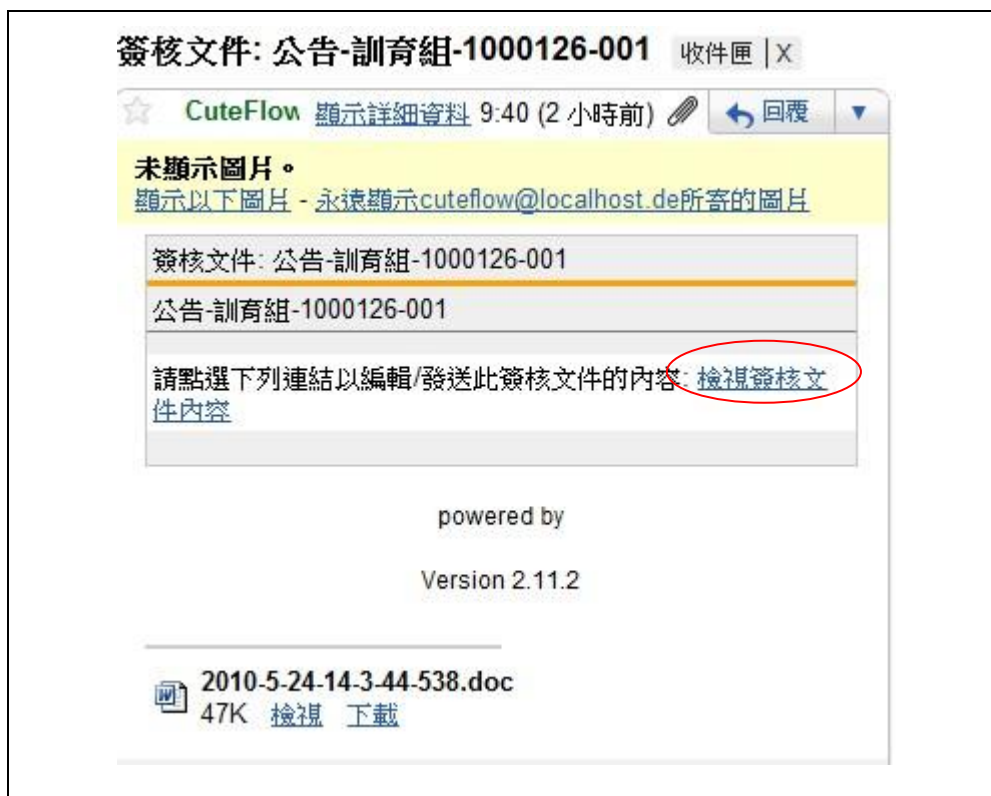 簽核文件: 公告-訓育組-1000126-001 收件匣 | X
CuteFlow 顯示詳細資料 9:40 (2 小時前) 回覆
未顯示圖片。
顯示以下圖片 - 永遠顯示cuteflow@localhost.de所寄的圖片
簽核文件: 公告-訓育組-1000126-001
公告-訓育組-1000126-001
請點選下列連結以編輯/發送此簽核文件的內容: 檢視簽核文
件內容
powered by
Version 2.11.2
2010-5-24-14-3-44-538.doc
47K 檢視 下載